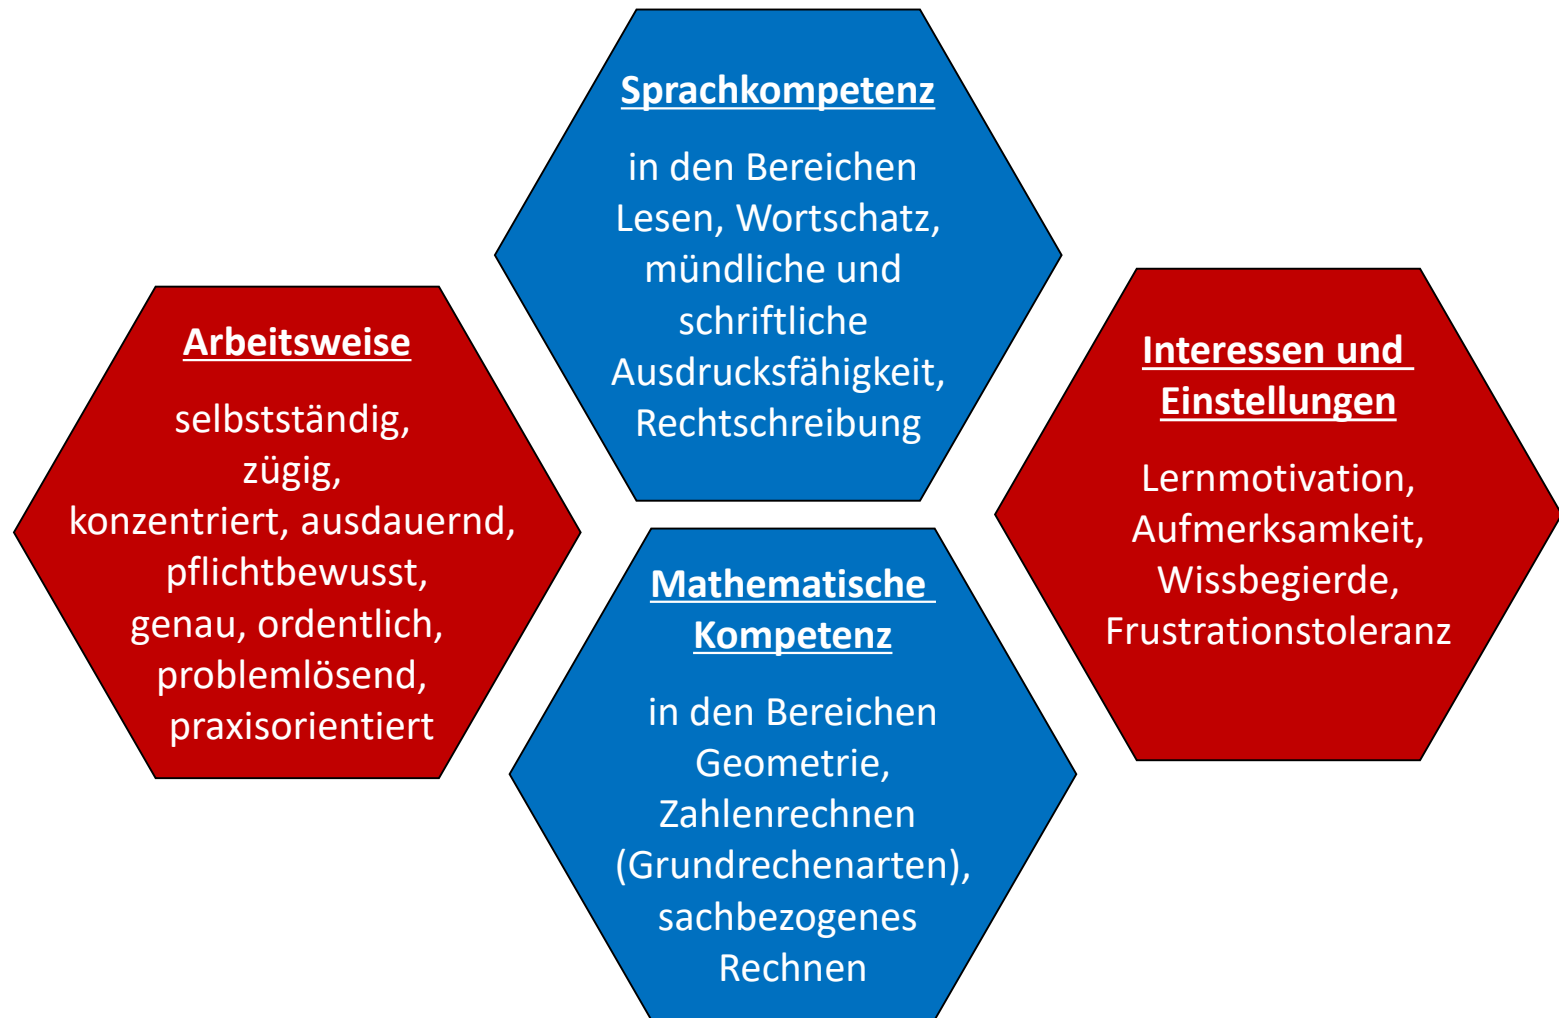 Sprachkompetenz
in den Bereichen
Lesen, Wortschatz,
mündliche und
schriftliche
Ausdrucksfähigkeit,
Rechtschreibung
Arbeitsweise
selbstständig,
zügig,
konzentriert, ausdauernd,
pflichtbewusst,
genau, ordentlich,
problemlösend,
praxisorientiert
Interessen und
Einstellungen
Lernmotivation,
Aufmerksamkeit,
Wissbegierde,
Frustrationstoleranz
Mathematische
Kompetenz
in den Bereichen
Geometrie,
Zahlenrechnen
(Grundrechenarten),
sachbezogenes
Rechnen